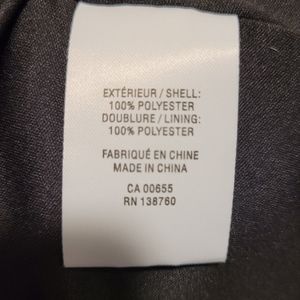 EXTÉRIEUR / SHELL:
100% POLYESTER
DOUBLURE / LINING:
100% POLYESTER
FABRIQUÉ EN CHINE
MADE IN CHINA
CA 00655
RN 138760